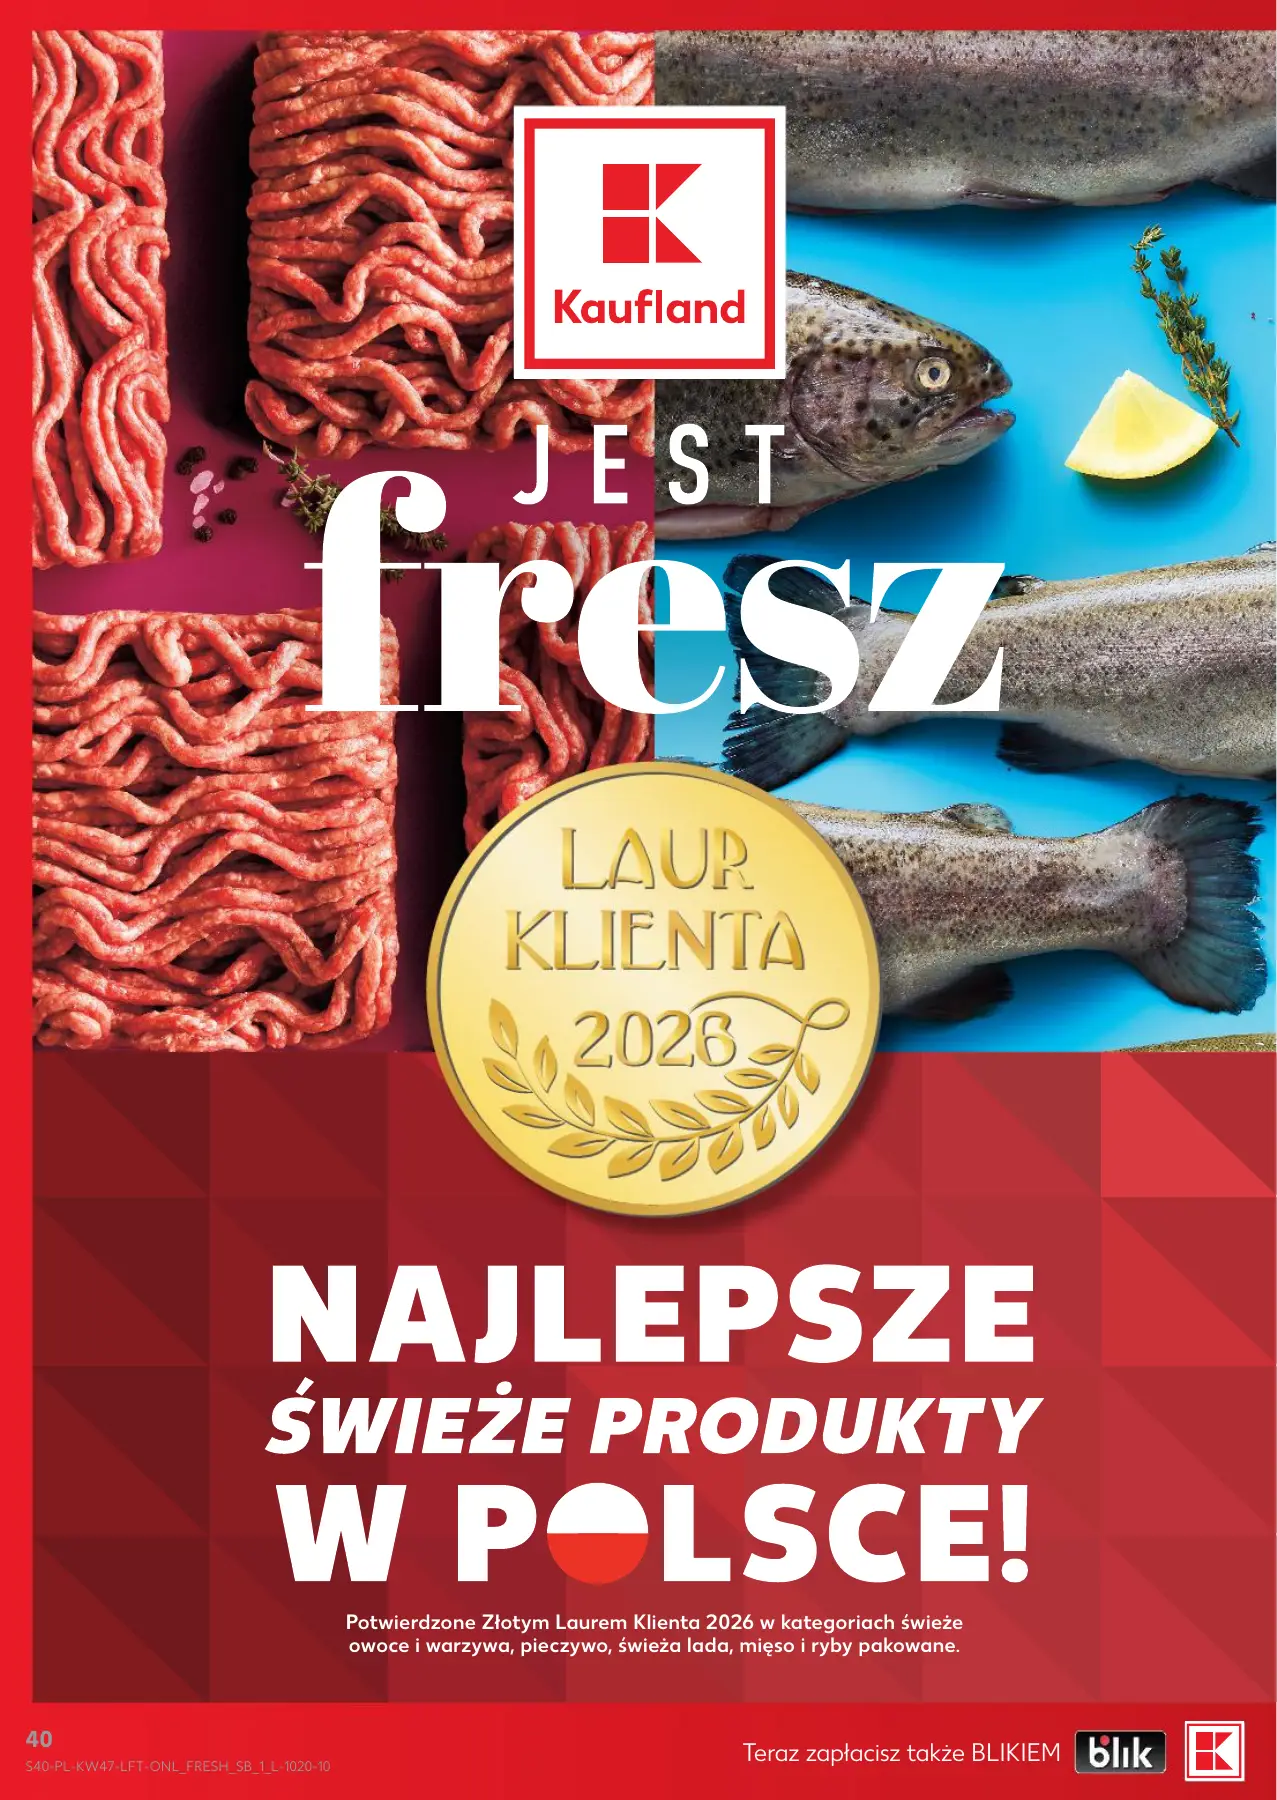 Kaufland
JEST
fresz
LAUR
KLIENTA
2026
NAJLEPSZE
ŚWIEŻE PRODUKTY
W POLSCE!
Potwierdzone Złotym Laurem Klienta 2026 w kategoriach świeże
owoce i warzywa, pieczywo, świeża lada, mięso i ryby pakowane.
40
S40-PL-KW47-LFT-ONL_FRESH_SB_1_L-1020-10
Teraz zapłacisz także BLIKIEM
blik